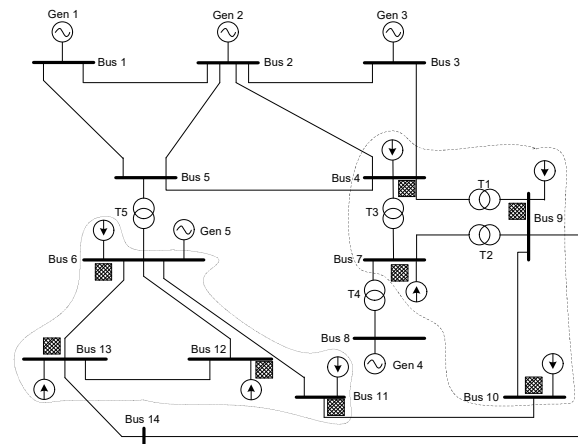 Gen 1
Gen 2
Gen 3
Bus 1
Bus 2
Bus 3
Bus 5
Bus 4
T1
Bus 9
T5
T3
Gen 5
T2
Bus 6
Bus 7
T4
Bus 8
Bus 13
Bus 12
Gen 4
Bus 11
Bus 10
Bus 14